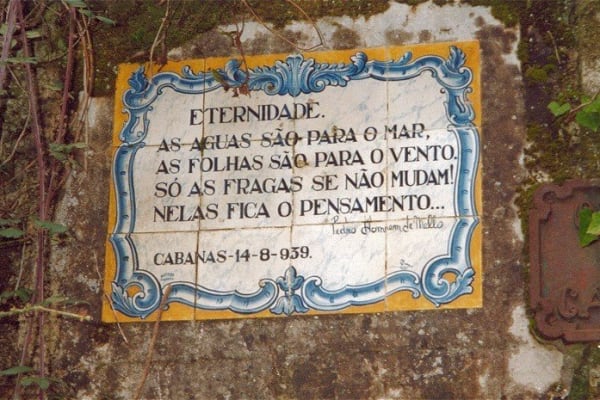 ETERNIDADE.
AS AGUAS SÃO PARA O MAR,
AS FOLHAS SÃO PARA O VENTO.
SÓ AS FRAGAS SE NÃO MUDAM!
NELAS FICA O PENSAMENTO...
Pedro Homem de Mello
CABANAS-14-8-939.